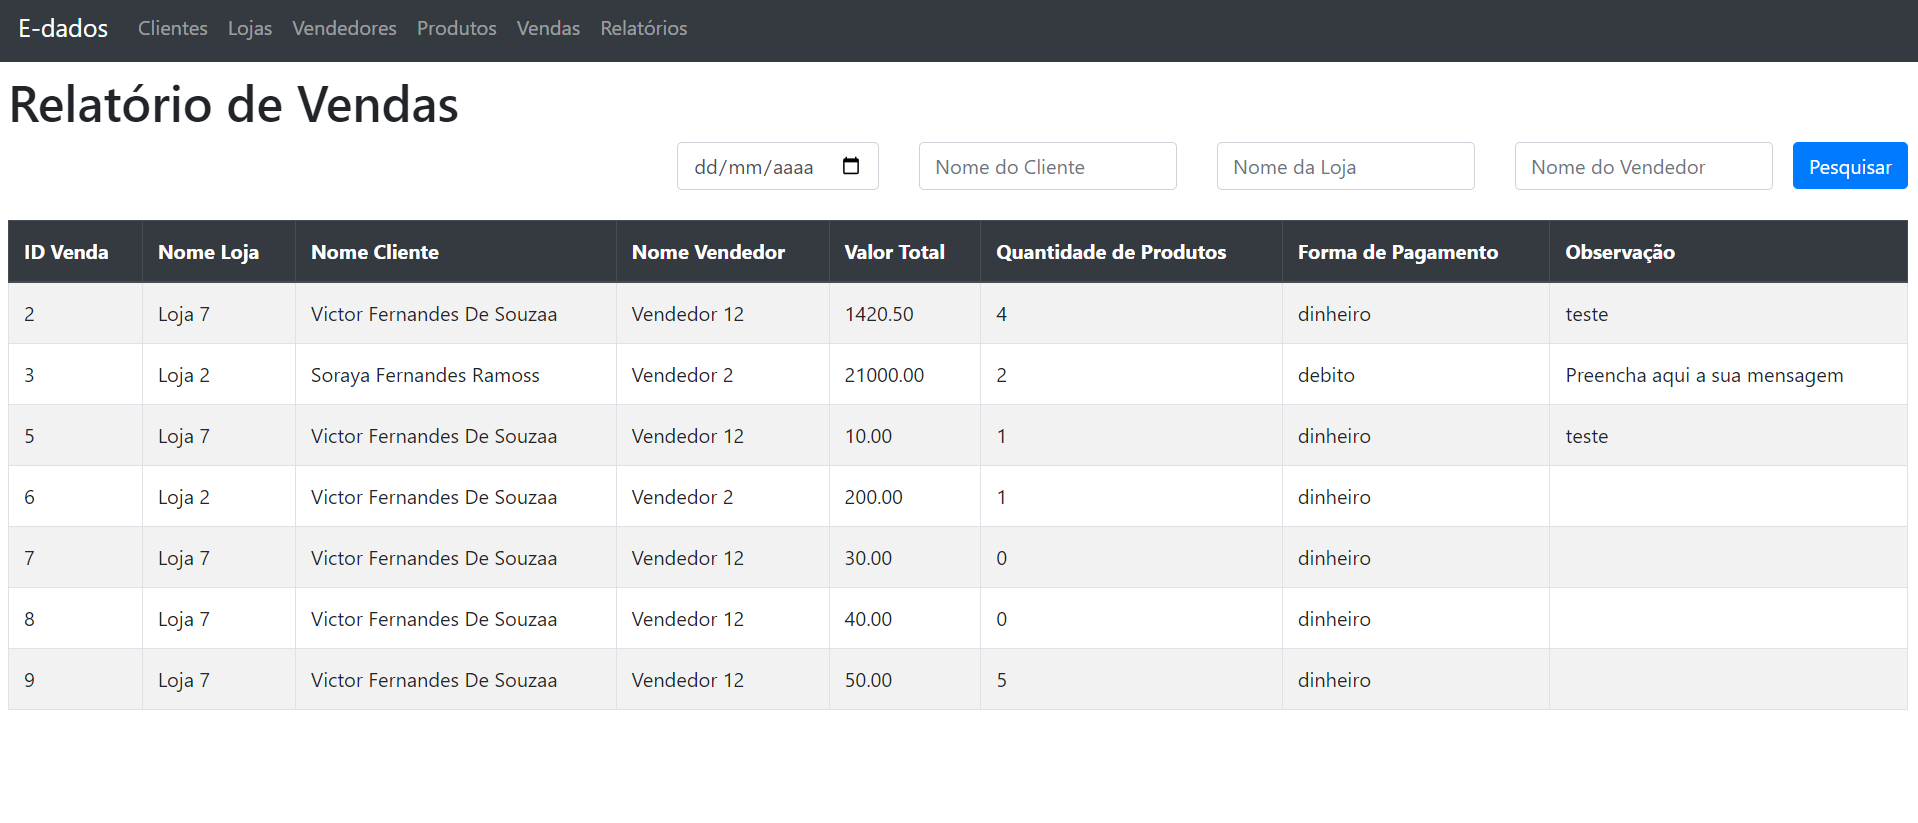 E-dados Clientes Lojas Vendedores Produtos Vendas Relatórios
Relatório de Vendas
dd/mm/aaaa Nome do Cliente Nome da Loja Nome do Vendedor Pesquisar
ID Venda Nome Loja Nome Cliente Nome Vendedor Valor Total Quantidade de Produtos Forma de Pagamento Observação
2 Loja 7 Victor Fernandes De Souzaa Vendedor 12 1420.50 4 dinheiro teste
3 Loja 2 Soraya Fernandes Ramoss Vendedor 2 21000.00 2 debito Preencha aqui a sua mensagem
5 Loja 7 Victor Fernandes De Souzaa Vendedor 12 10.00 1 dinheiro teste
6 Loja 2 Victor Fernandes De Souzaa Vendedor 2 200.00 1 dinheiro
7 Loja 7 Victor Fernandes De Souzaa Vendedor 12 30.00 0 dinheiro
8 Loja 7 Victor Fernandes De Souzaa Vendedor 12 40.00 0 dinheiro
9 Loja 7 Victor Fernandes De Souzaa Vendedor 12 50.00 5 dinheiro